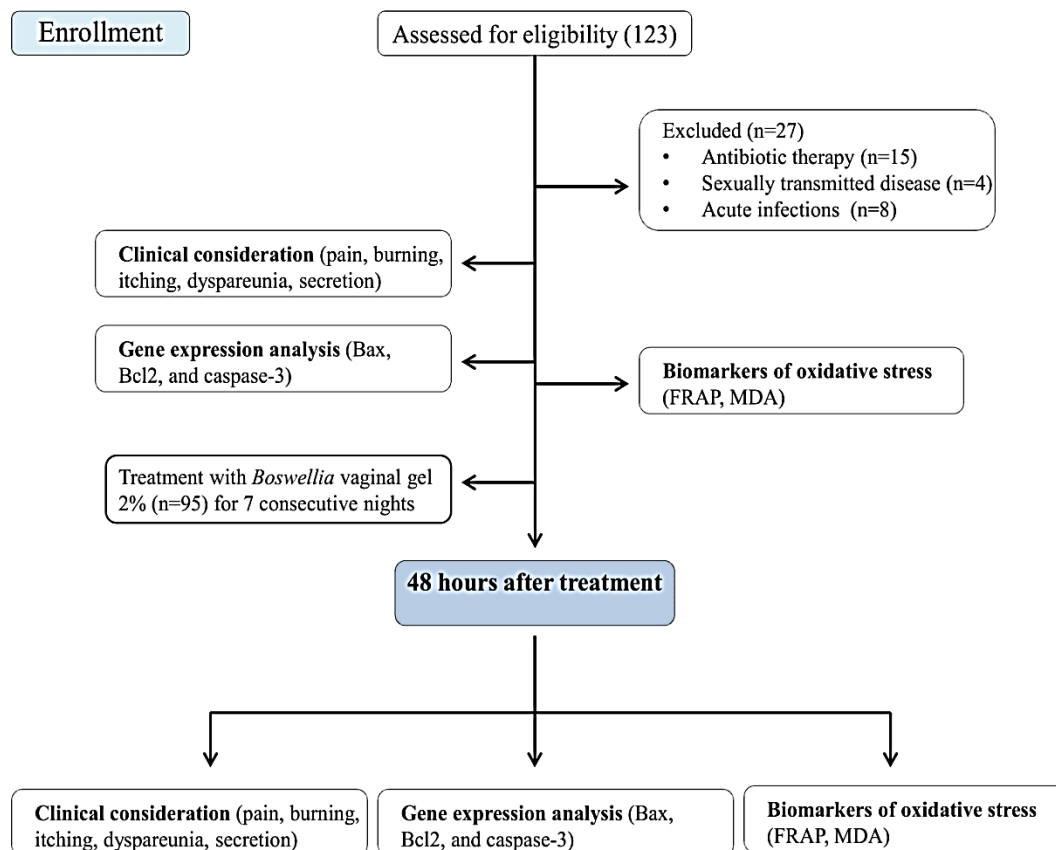 Enrollment
Assessed for eligibility (123)
Excluded (n=27)
• Antibiotic therapy (n=15)
• Sexually transmitted disease (n=4)
• Acute infections (n=8)
Clinical consideration (pain, burning,
itching, dyspareunia, secretion)
Gene expression analysis (Bax,
Bcl2, and caspase-3)
Biomarkers of oxidative stress
(FRAP, MDA)
Treatment with Boswellia vaginal gel
2% (n=95) for 7 consecutive nights
48 hours after treatment
Clinical consideration (pain, burning,
itching, dyspareunia, secretion)
Gene expression analysis (Bax,
Bcl2, and caspase-3)
Biomarkers of oxidative stress
(FRAP, MDA)